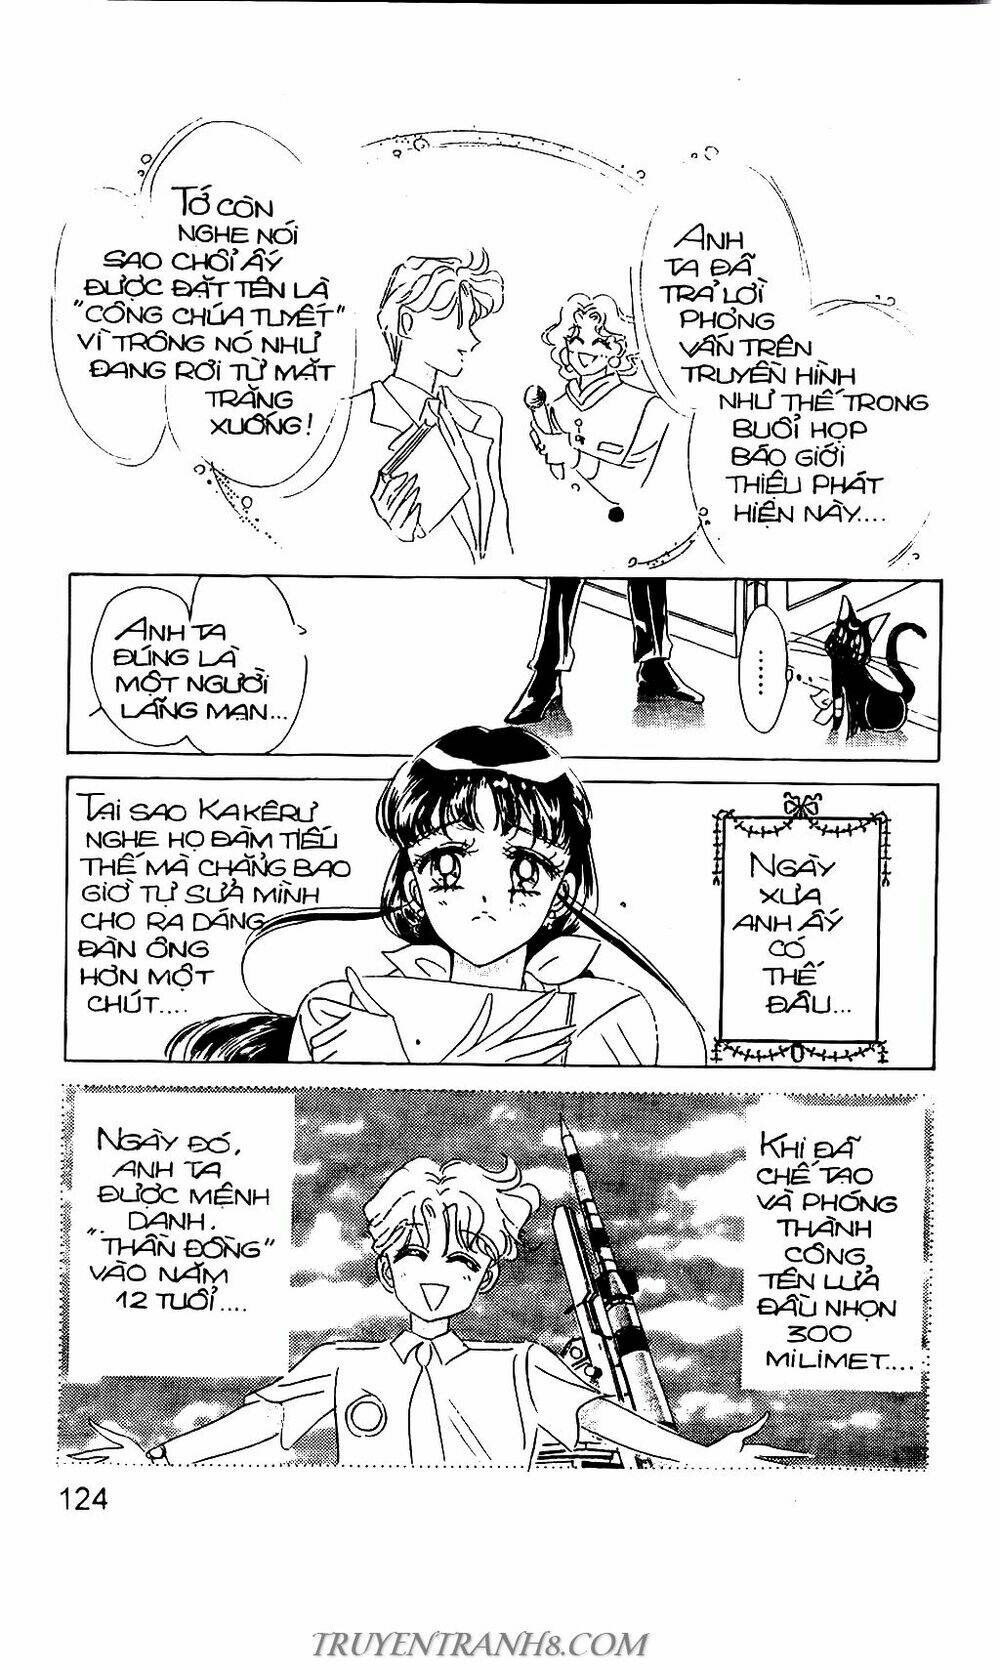 ANH
TA ĐÃ
TRẢ LỜI
PHỎNG
VẤN TRÊN
TRUYỀN HÌNH
NHƯ THẾ TRONG
BUỔI HỌP
BÁO GIỚI
THIỆU PHÁT
HIỆN NÀY....
TỚ CÒN
NGHE NÓI
SAO CHỔI ẤY
ĐƯỢC ĐẶT TÊN LÀ
"CÔNG CHÚA TUYẾT"
VÌ TRÔNG NÓ NHƯ
ĐANG RƠI TỪ MẶT
TRĂNG
XUỐNG!
......
ANH TA
ĐÚNG LÀ
MỘT NGƯỜI
LÃNG MẠN...
NGÀY
XƯA
ANH ẤY
CÓ
THẾ
ĐÂU...
TẠI SAO KAKÊRƯ
NGHE HỌ ĐÀM TIẾU
THẾ MÀ CHẲNG BAO
GIỜ TỰ SỬA MÌNH
CHO RA DÁNG
ĐÀN ÔNG
HƠN MỘT
CHÚT....
KHI ĐÃ
CHẾ TẠO
VÀ PHÓNG
THÀNH
CÔNG
TÊN LỬA
ĐẦU NHỌN
300
MILIMET....
NGÀY ĐÓ,
ANH TA
ĐƯỢC MỆNH
DANH
"THẦN ĐỒNG"
VÀO NĂM
12 TUỔI....
124
TRUYENTRANH8.COM